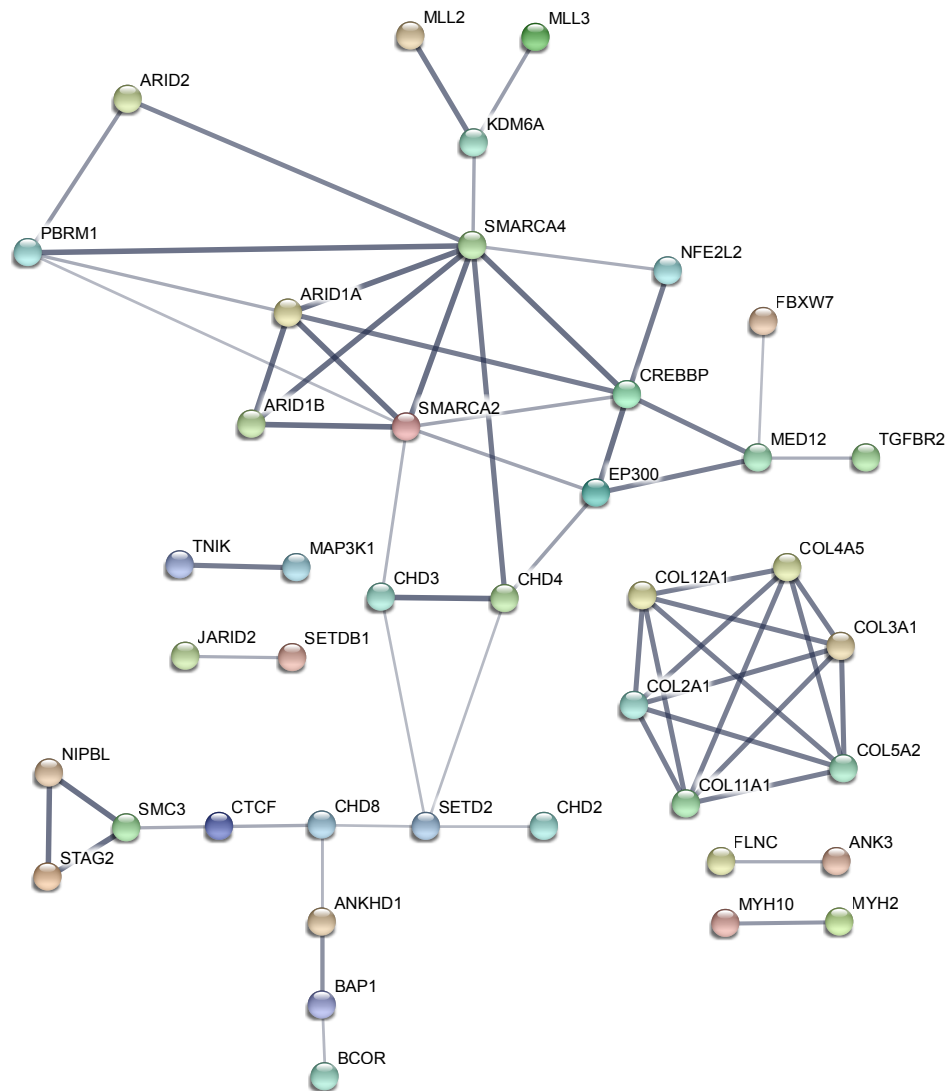 MLL2
MLL3
ARID2
KDM6A
PBRM1
SMARCA4
NFE2L2
ARID1A
FBXW7
CREBBP
ARID1B
SMARCA2
MED12
TGFBR2
EP300
TNIK
MAP3K1
CHD3
CHD4
COL4A5
COL12A1
COL3A1
JARID2
SETDB1
COL2A1
COL5A2
COL11A1
NIPBL
SMC3
CTCF
CHD8
SETD2
CHD2
STAG2
FLNC
ANK3
ANKHD1
MYH10
MYH2
BAP1
BCOR